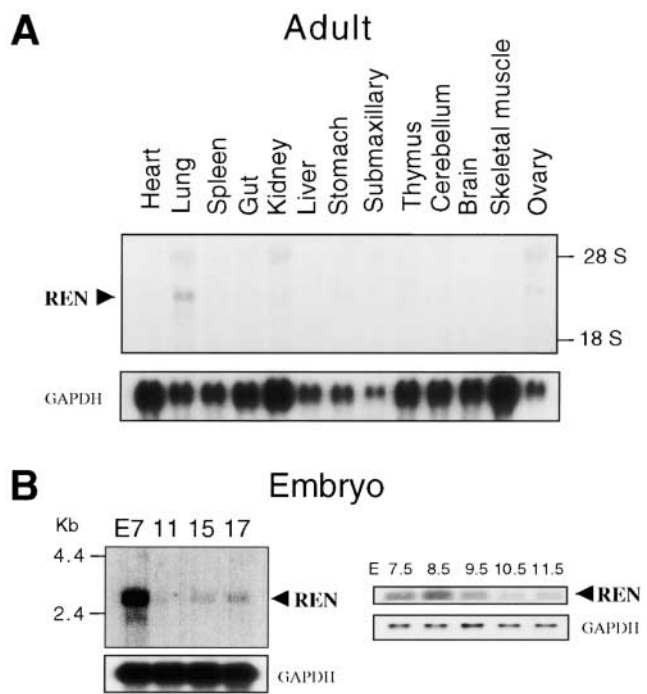 A
Adult
Heart
Lung
Spleen
Gut
Kidney
Liver
Stomach
Submaxillary
Thymus
Cerebellum
Brain
Skeletal muscle
Ovary
28 S
REN
18 S
GAPDH
B
Embryo
Kb
E7 11 15 17
4.4
2.4
REN
GAPDH
E 7.5 8.5 9.5 10.5 11.5
REN
GAPDH